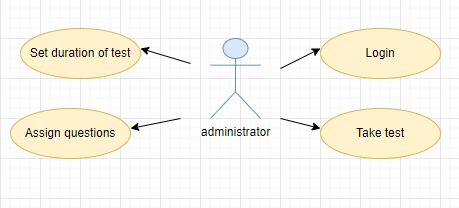 Set duration of test
Login
Assign questions
administrator
Take test